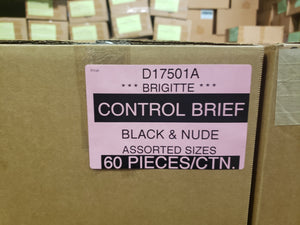 D17501A
*** BRIGITTE ***
CONTROL BRIEF
BLACK & NUDE
ASSORTED SIZES
60 PIECES/CTN.